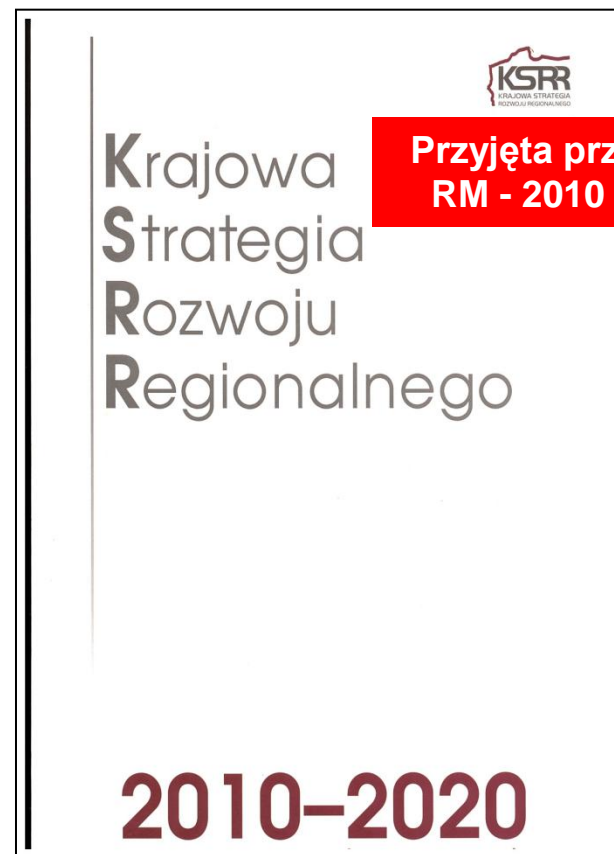 KSRR
KRAJOWA STRATEGIA
ROZWOJU REGIONALNEGO
Przyjęta prz
RM - 2010
Krajowa
Strategia
Rozwoju
Regionalnego
2010–2020